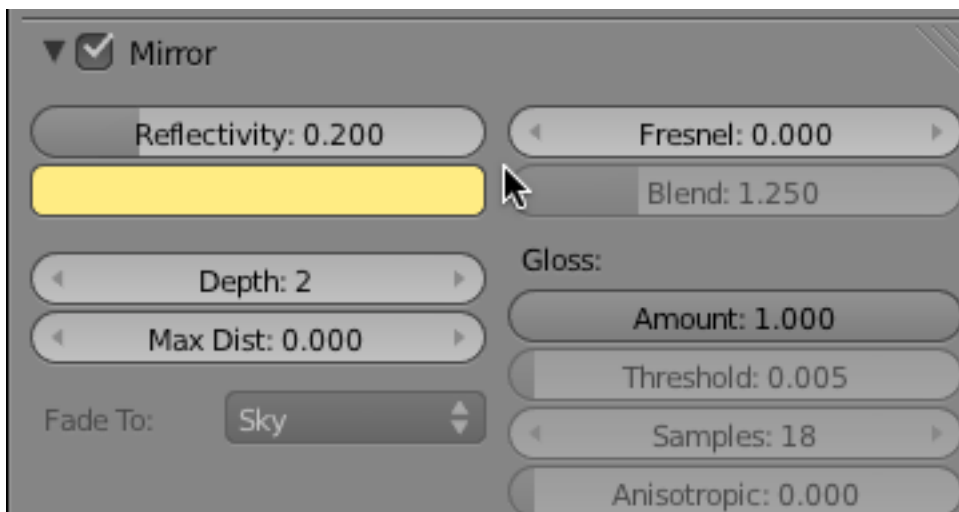 Mirror
Reflectivity: 0.200
Fresnel: 0.000
Blend: 1.250
Depth: 2
Gloss:
Max Dist: 0.000
Amount: 1.000
Threshold: 0.005
Fade To: Sky
Samples: 18
Anisotropic: 0.000